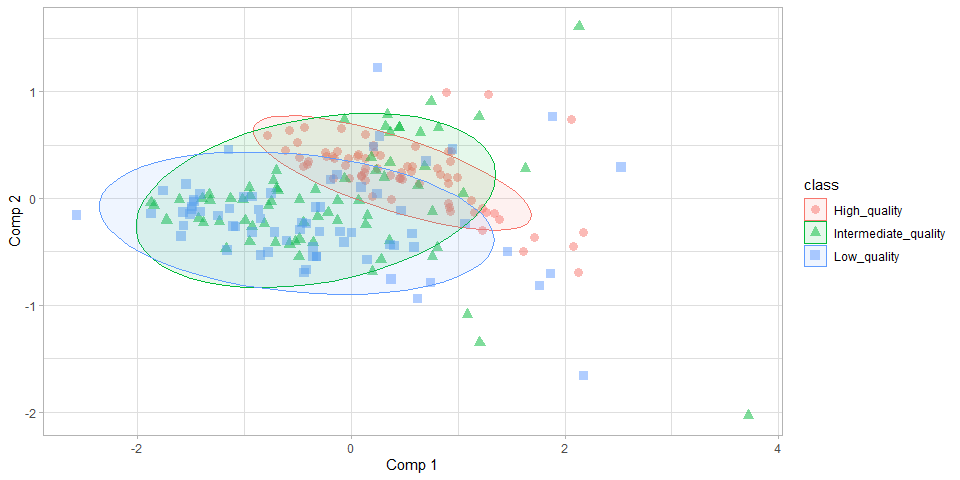 1
0
-1
-2
Comp 2
-2
0
2
4
Comp 1
class
High_quality
Intermediate_quality
Low_quality